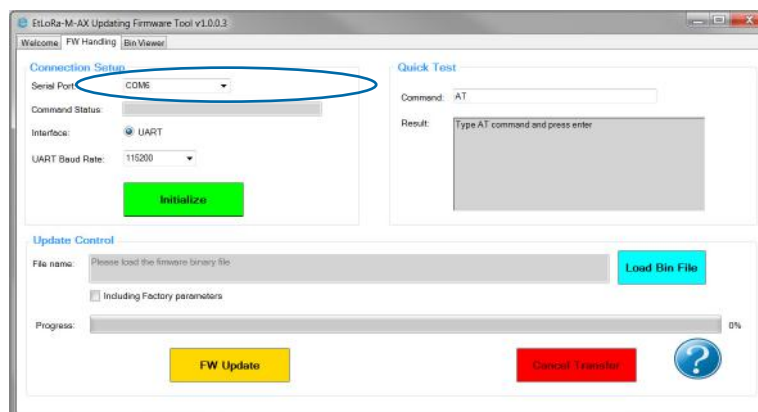 EtLoRa-M-AX Updating Firmware Tool v1.0.0.3
Welcome FW Handling Bin Viewer
Connection Setup
Serial Port: COM6
Command Status:
Interface: UART
UART Baud Rate: 115200
Initialize
Quick Test
Command: AT
Result: Type AT command and press enter
Update Control
File name: Please load the firmware binary file
Load Bin File
Including Factory parameters
Progress: 0%
FW Update
Cancel Transfer
?